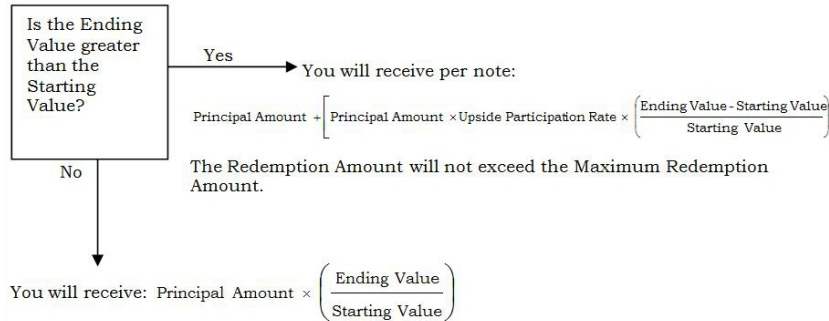 Is the Ending
Value greater
than the
Starting
Value?
Yes
You will receive per note:
Principal Amount + [Principal Amount × Upside Participation Rate × (Ending Value - Starting Value
Starting Value)
The Redemption Amount will not exceed the Maximum Redemption
Amount.
No
You will receive: Principal Amount × (Ending Value
Starting Value)